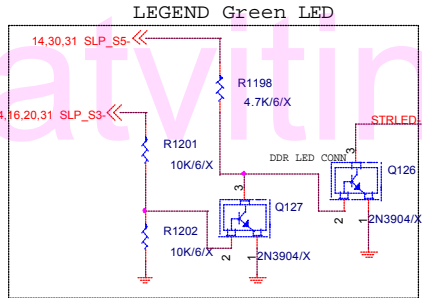 LEGEND Green LED
14,30,31 SLP_S5-
R1198
4.7K/6/X
4,16,20,31 SLP_S3-
STRLED-
R1201
10K/6/X
DDR LED CONN
3
Q126
3
Q127
2
1
2N3904/X
R1202
10K/6/X
2
1
2N3904/X
atvitin